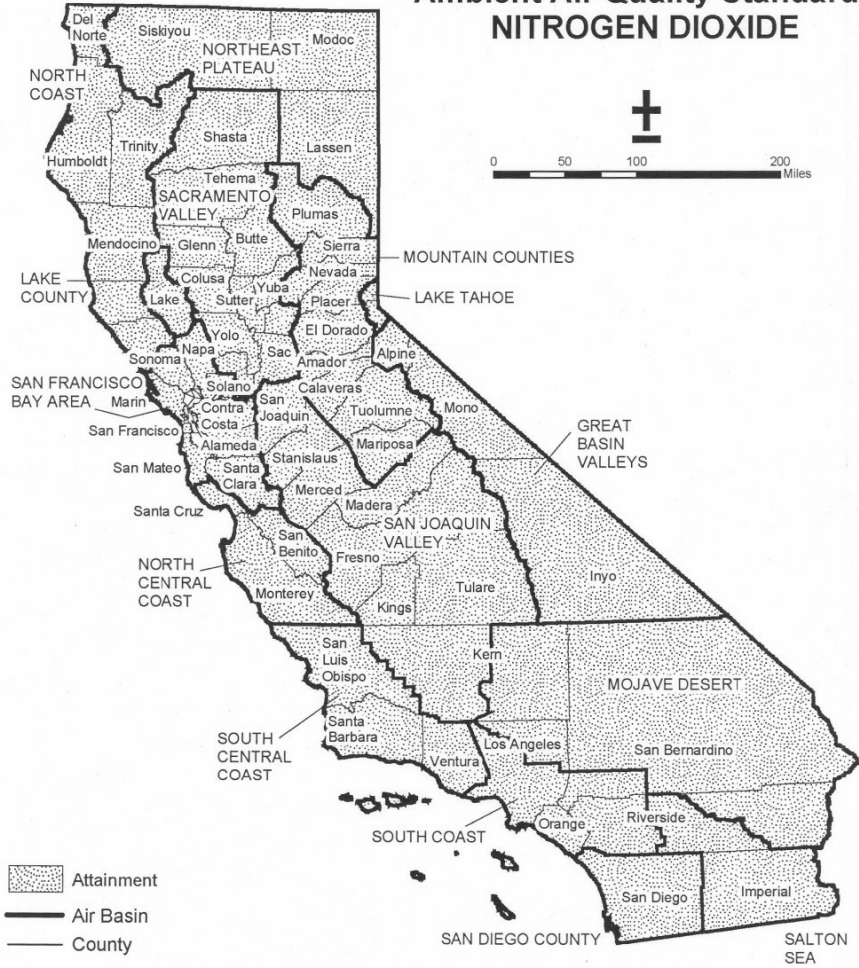 Ambient Air Quality Standard
NITROGEN DIOXIDE
Del
Norte
Siskiyou
Modoc
NORTHEAST
PLATEAU
NORTH
COAST
Trinity
Shasta
Lassen
Humboldt
0 50 100 200
Miles
Tehema
SACRAMENTO
VALLEY
Plumas
Mendocino
Glenn
Butte
Sierra
MOUNTAIN COUNTIES
Nevada
LAKE
COUNTY
Colusa
Yuba
Lake
Sutter
Placer
LAKE TAHOE
El Dorado
Yolo
Napa
Sac
Sonoma
Amador
Alpine
SAN FRANCISCO
BAY AREA
Solano
Calaveras
Marin
Contra
Costa
San
Joaquin
Tuolumne
Mono
San Francisco
Alameda
Mariposa
GREAT
BASIN
VALLEYS
San Mateo
Santa
Clara
Stanislaus
Merced
Santa Cruz
Madera
SAN JOAQUIN
VALLEY
San
Benito
NORTH
CENTRAL
COAST
Fresno
Monterey
Kings
Tulare
Inyo
San
Luis
Obispo
Kern
MOJAVE DESERT
SOUTH
CENTRAL
COAST
Santa
Barbara
Ventura
Los Angeles
San Bernardino
SOUTH COAST
Orange
Riverside
Attainment
Air Basin
County
San Diego
Imperial
SAN DIEGO COUNTY
SALTON
SEA